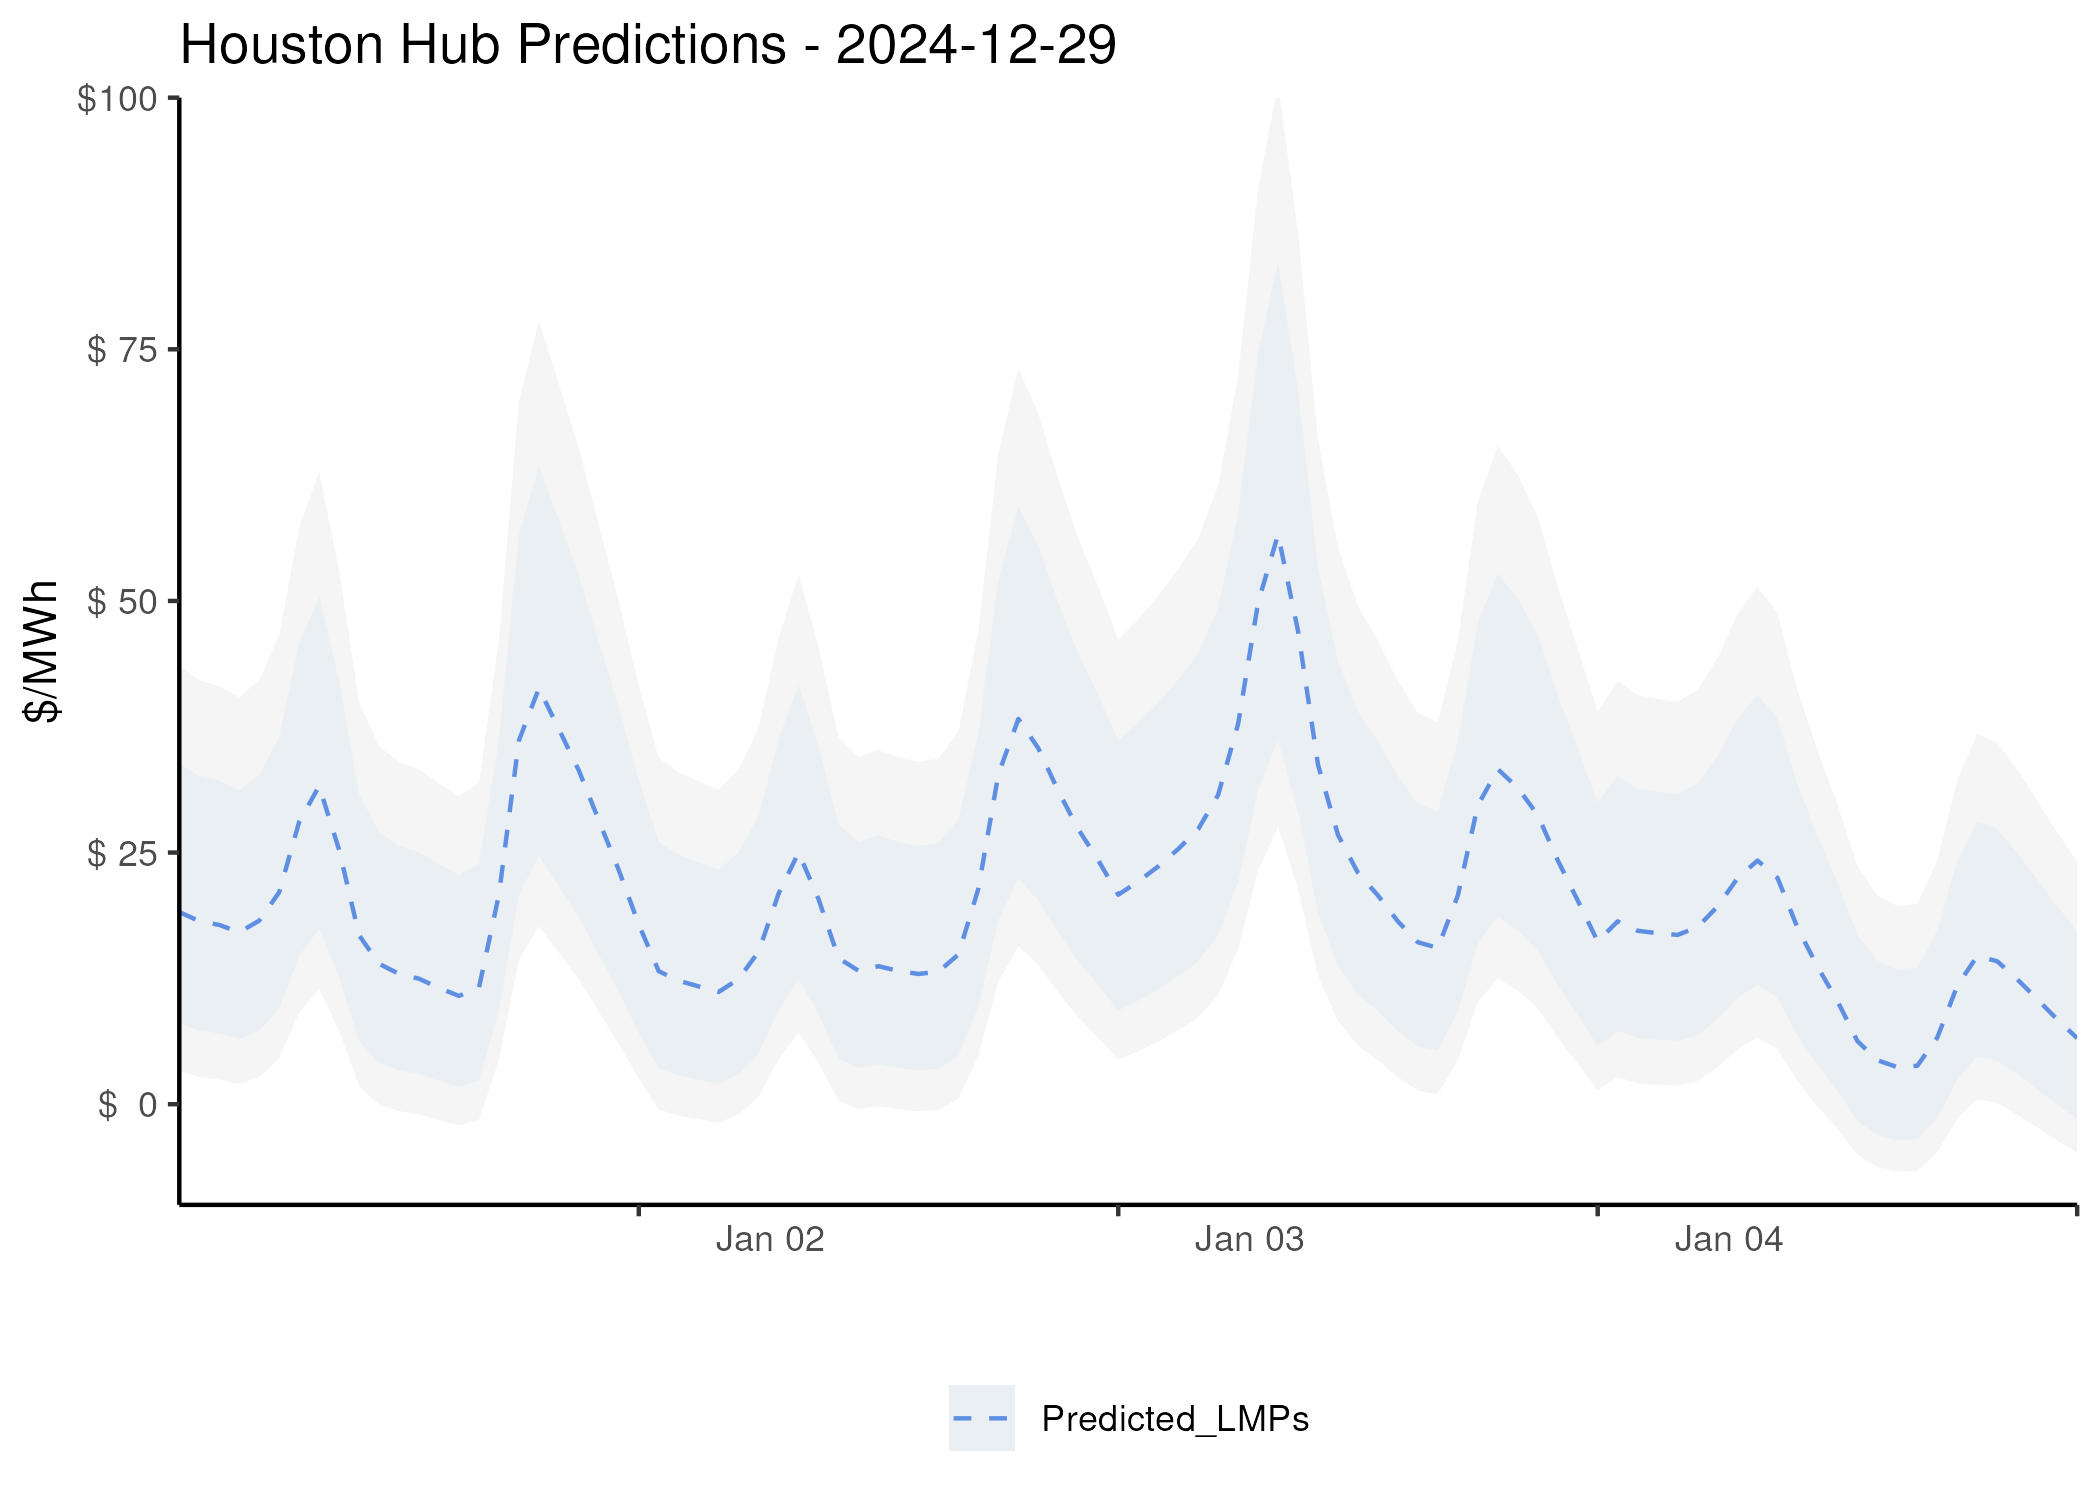 Houston Hub Predictions - 2024-12-29
$100
$ 75
$ 50
$ 25
$ 0
$/MWh
Jan 02 Jan 03 Jan 04
Predicted_LMPs